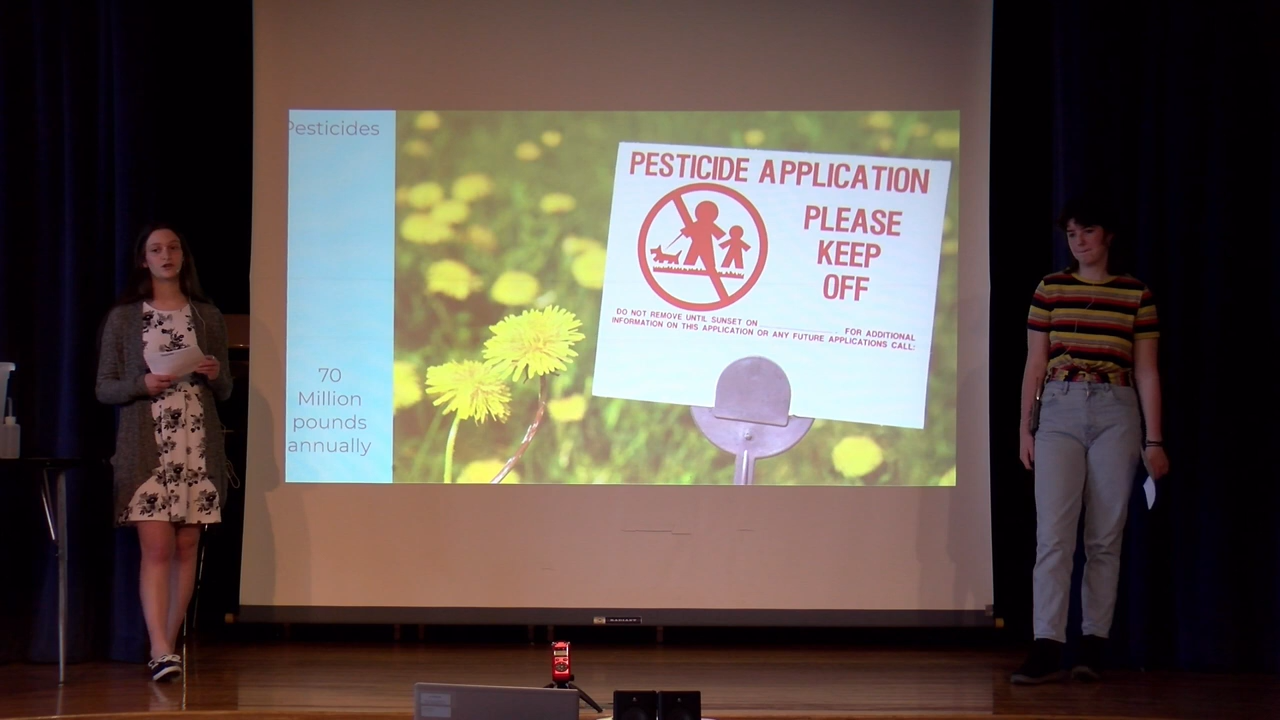 Pesticides
70
Million
pounds
annually
PESTICIDE APPLICATION
PLEASE
KEEP
OFF
DO NOT REMOVE UNTIL SUNSET ON ______________. FOR ADDITIONAL
INFORMATION ON THIS APPLICATION OR ANY FUTURE APPLICATIONS CALL: